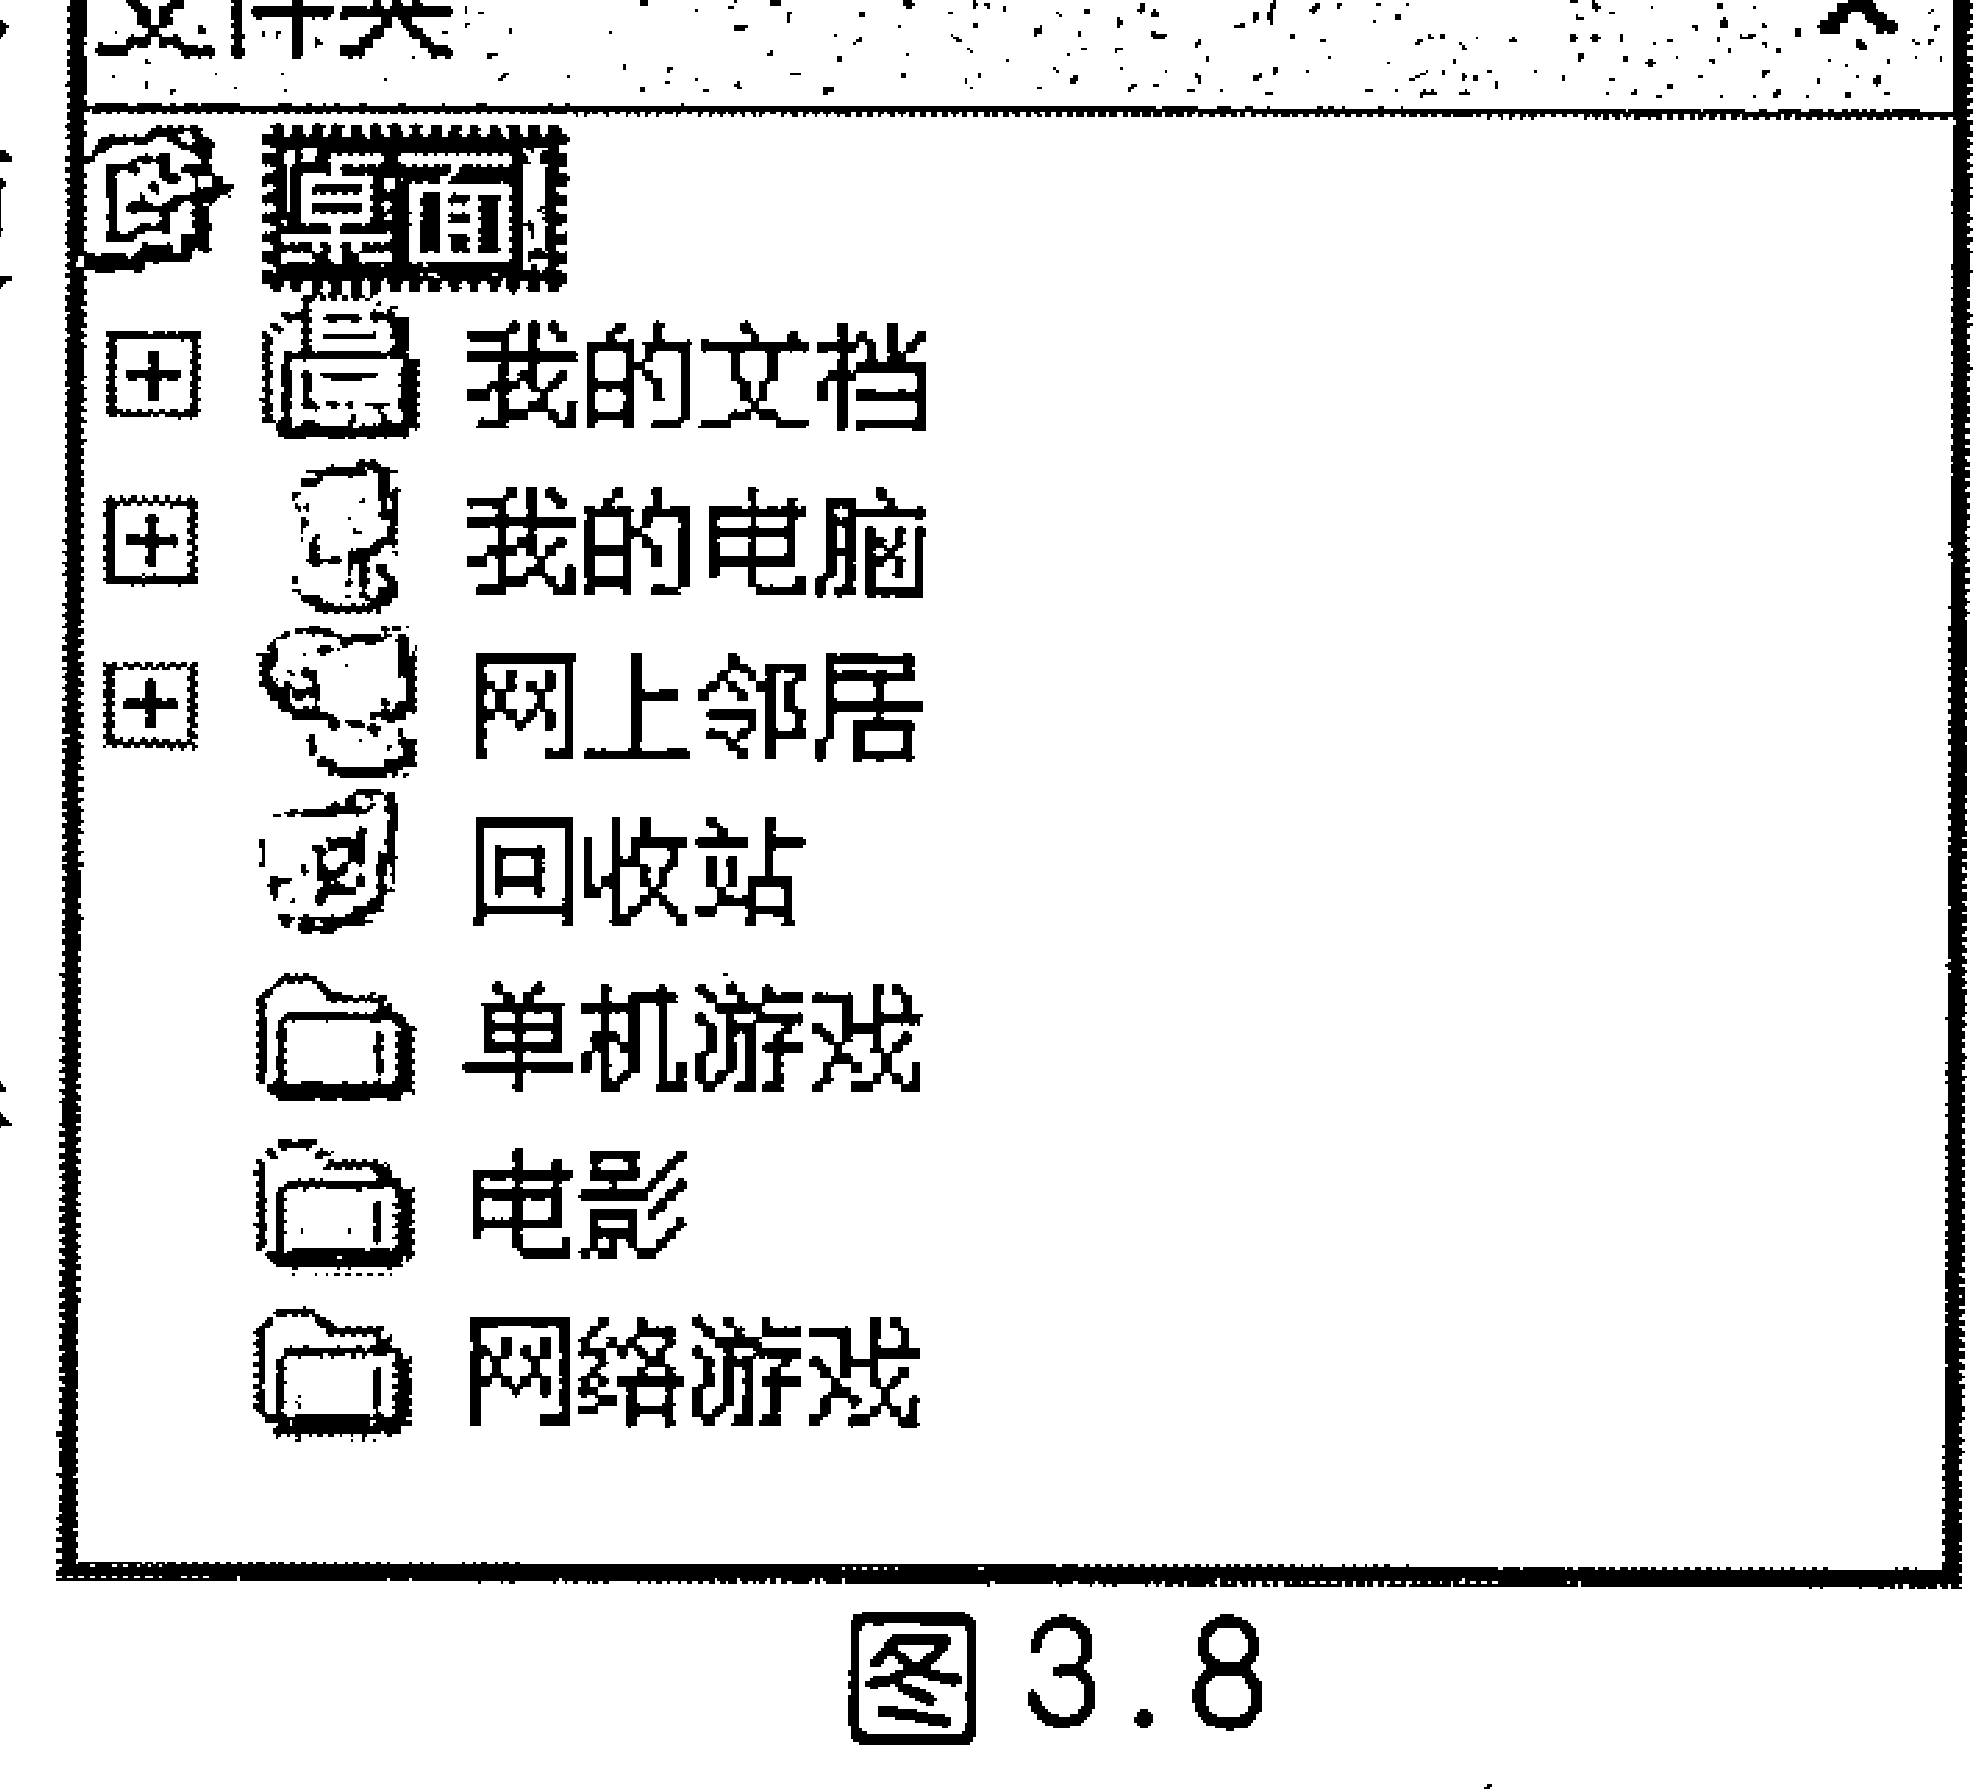 文件夹
桌面
我的文档
我的电脑
网上邻居
回收站
单机游戏
电影
网络游戏
图 3.8